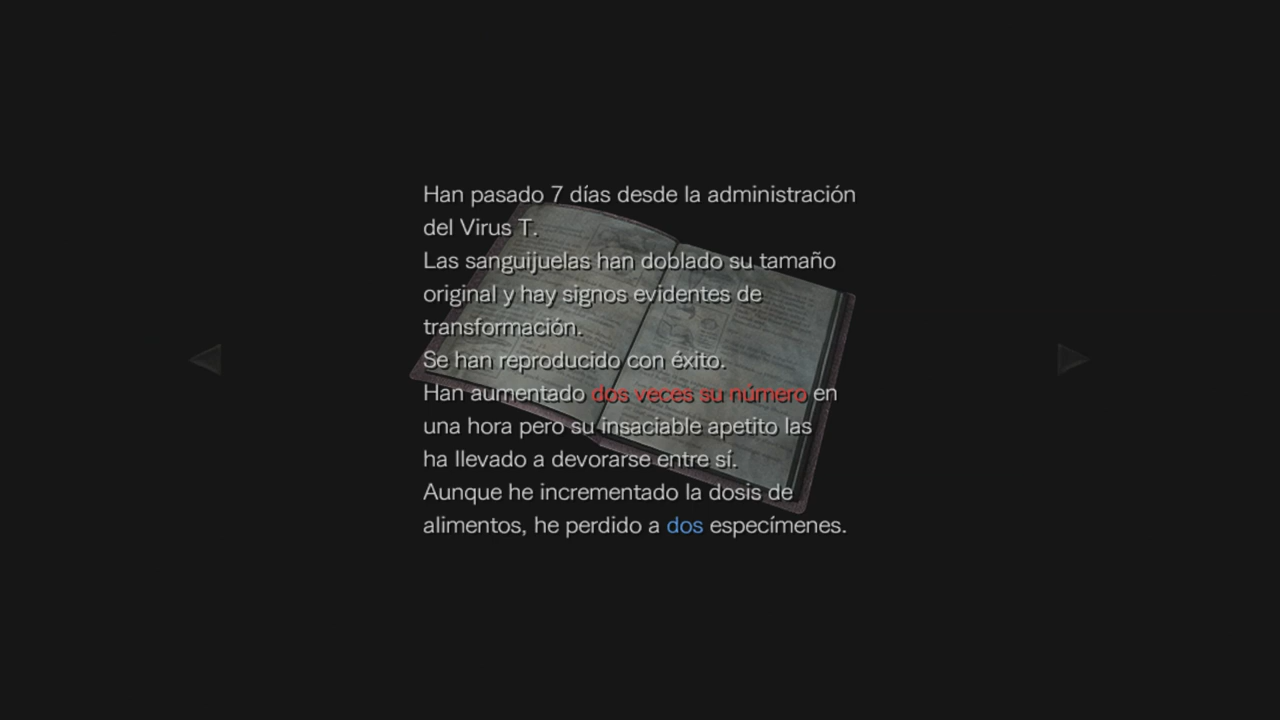 Han pasado 7 días desde la administración
del Virus T.
Las sanguijuelas han doblado su tamaño
original y hay signos evidentes de
transformación.
Se han reproducido con éxito.
Han aumentado dos veces su número en
una hora pero su insaciable apetito las
ha llevado a devorarse entre sí.
Aunque he incrementado la dosis de
alimentos, he perdido a dos especímenes.